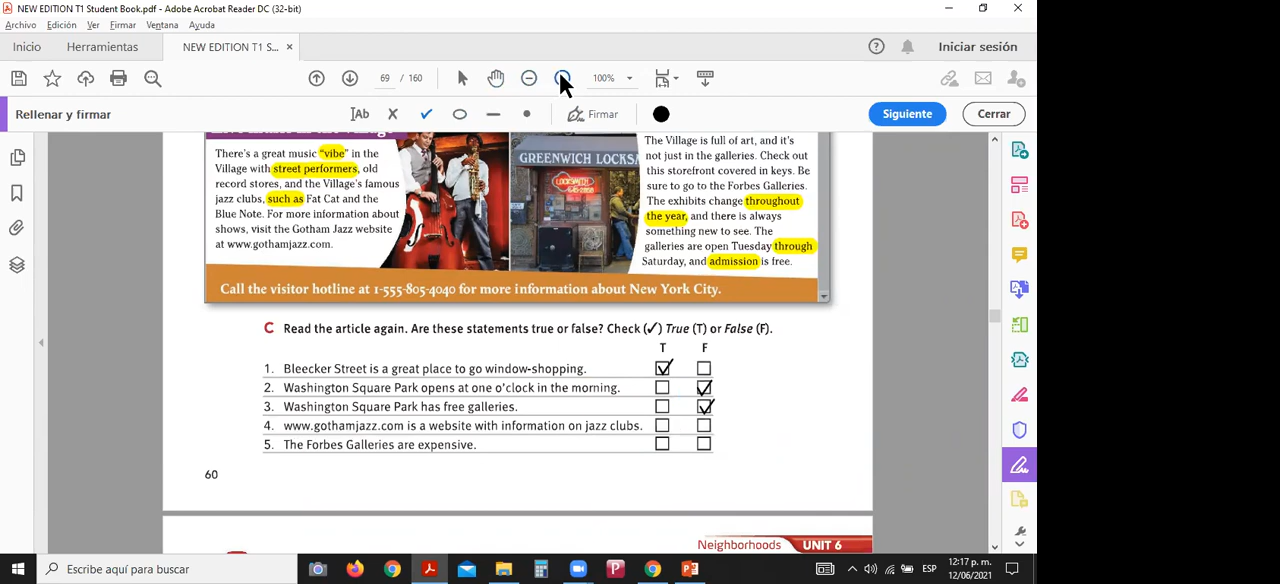 NEW EDITION T1 Student Book.pdf - Adobe Acrobat Reader DC (32-bit)
Archivo Edición Ver Firmar Ventana Ayuda
Inicio Herramientas NEW EDITION T1 S... × Iniciar sesión
69 / 160 100%
Rellenar y firmar Ab Firmar Siguiente Cerrar
There's a great music "vibe" in the
Village with street performers, old
record stores, and the Village's famous
jazz clubs, such as Fat Cat and the
Blue Note. For more information about
shows, visit the Gotham Jazz website
at www.gothamjazz.com.
GREENWICH LOCKSM
LOCKSMITH
The Village is full of art, and it's
not just in the galleries. Check out
this storefront covered in keys. Be
sure to go to the Forbes Galleries.
The exhibits change throughout
the year, and there is always
something new to see. The
galleries are open Tuesday through
Saturday, and admission is free.
Call the visitor hotline at 1-555-805-4040 for more information about New York City.
C Read the article again. Are these statements true or false? Check (✓) True (T) or False (F).
T F
1. Bleecker Street is a great place to go window-shopping.
2. Washington Square Park opens at one o'clock in the morning.
3. Washington Square Park has free galleries.
4. www.gothamjazz.com is a website with information on jazz clubs.
5. The Forbes Galleries are expensive.
60
Neighborhoods UNIT 6
Escribe aquí para buscar
ESP
12:17 p. m.
12/06/2021